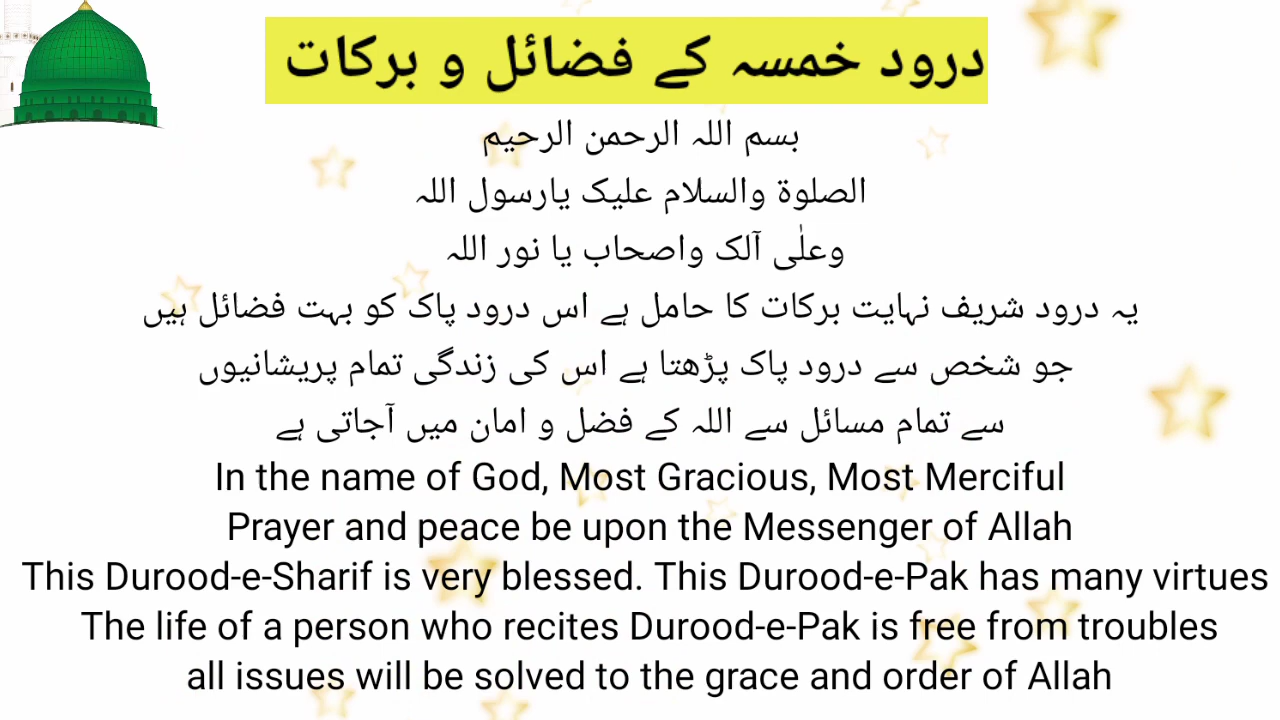 درود خمسہ کے فضائل و برکات
بسم اللہ الرحمن الرحیم
الصلوۃ والسلام علیک یارسول اللہ
وعلٰی آلک واصحاب یا نور اللہ
یہ درود شریف نہایت برکات کا حامل ہے اس درود پاک کو بہت فضائل ہیں
جو شخص سے درود پاک پڑھتا ہے اس کی زندگی تمام پریشانیوں
سے تمام مسائل سے اللہ کے فضل و امان میں آجاتی ہے
In the name of God, Most Gracious, Most Merciful
Prayer and peace be upon the Messenger of Allah
This Durood-e-Sharif is very blessed. This Durood-e-Pak has many virtues
The life of a person who recites Durood-e-Pak is free from troubles
all issues will be solved to the grace and order of Allah